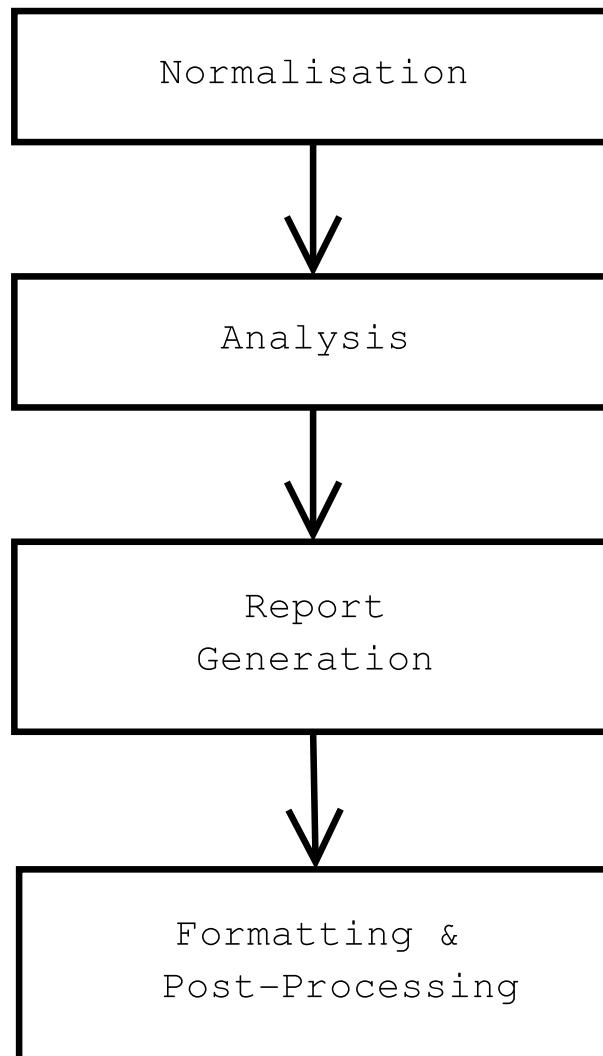 Normalisation
Analysis
Report
Generation
Formatting &
Post-Processing